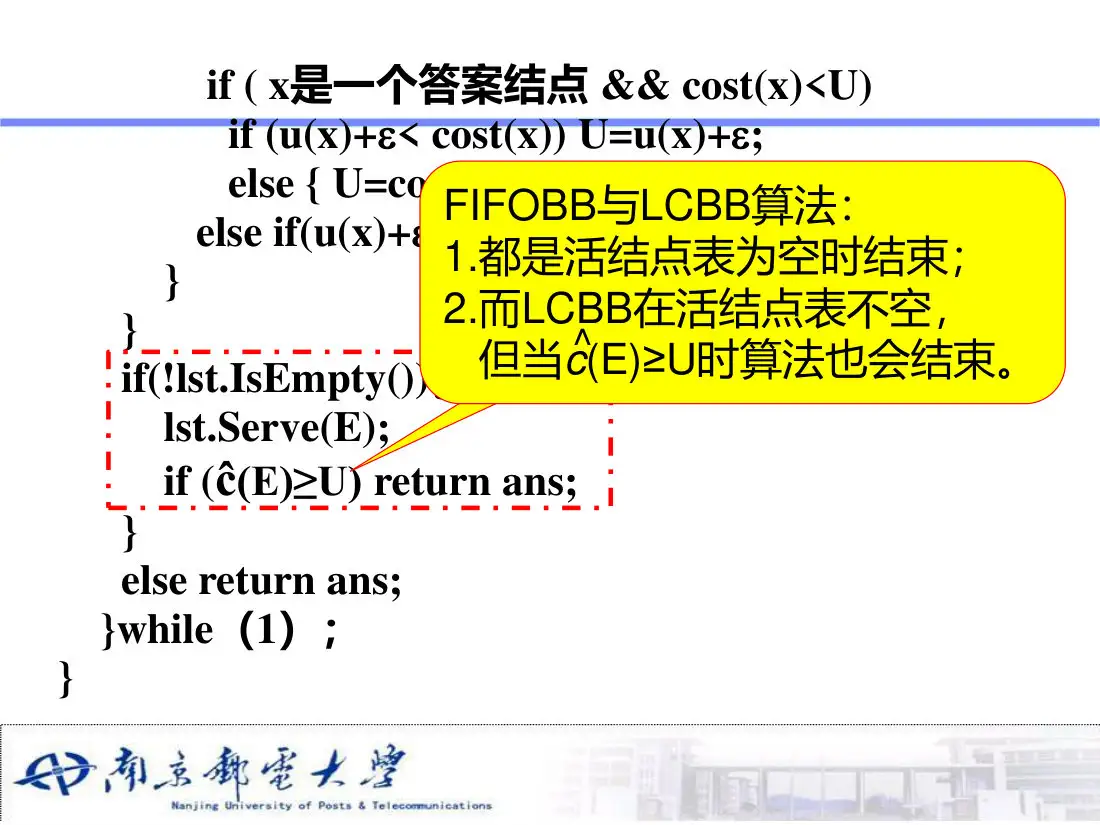 if ( x是一个答案结点 && cost(x)<U)
if (u(x)+ε< cost(x)) U=u(x)+ε;
else { U=co
else if(u(x)+ε
}
}
FIFOBB与LCBB算法：
1.都是活结点表为空时结束；
2.而LCBB在活结点表不空，
但当ĉ(E)≥U时算法也会结束。
if(!lst.IsEmpty())
lst.Serve(E);
if (ĉ(E)≥U) return ans;
}
else return ans;
}while（1）;
}
南京邮电大学
Nanjing University of Posts & Telecommunications